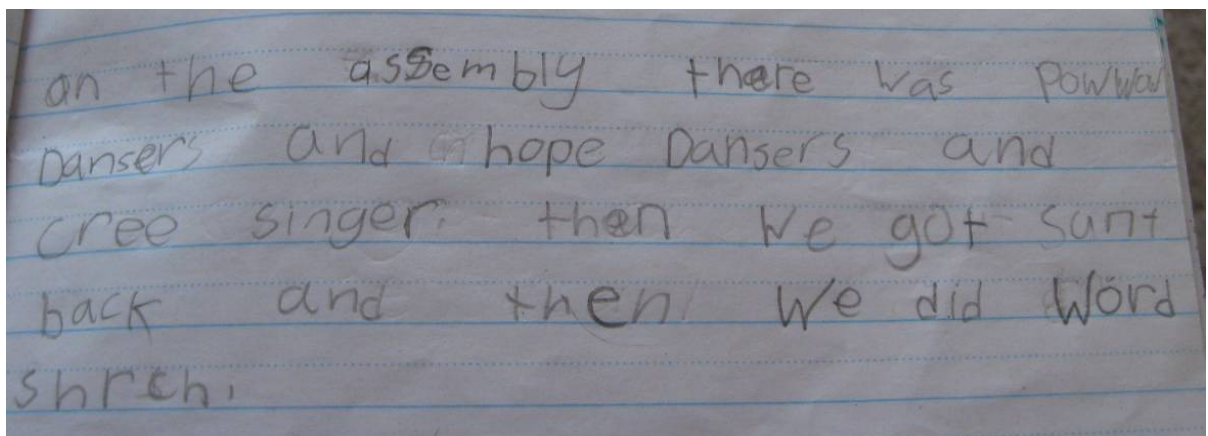 on the assembly there was Powwow
Dansers and hope Dansers and
cree singer. then we got sunt
back and then we did Word
shrch.